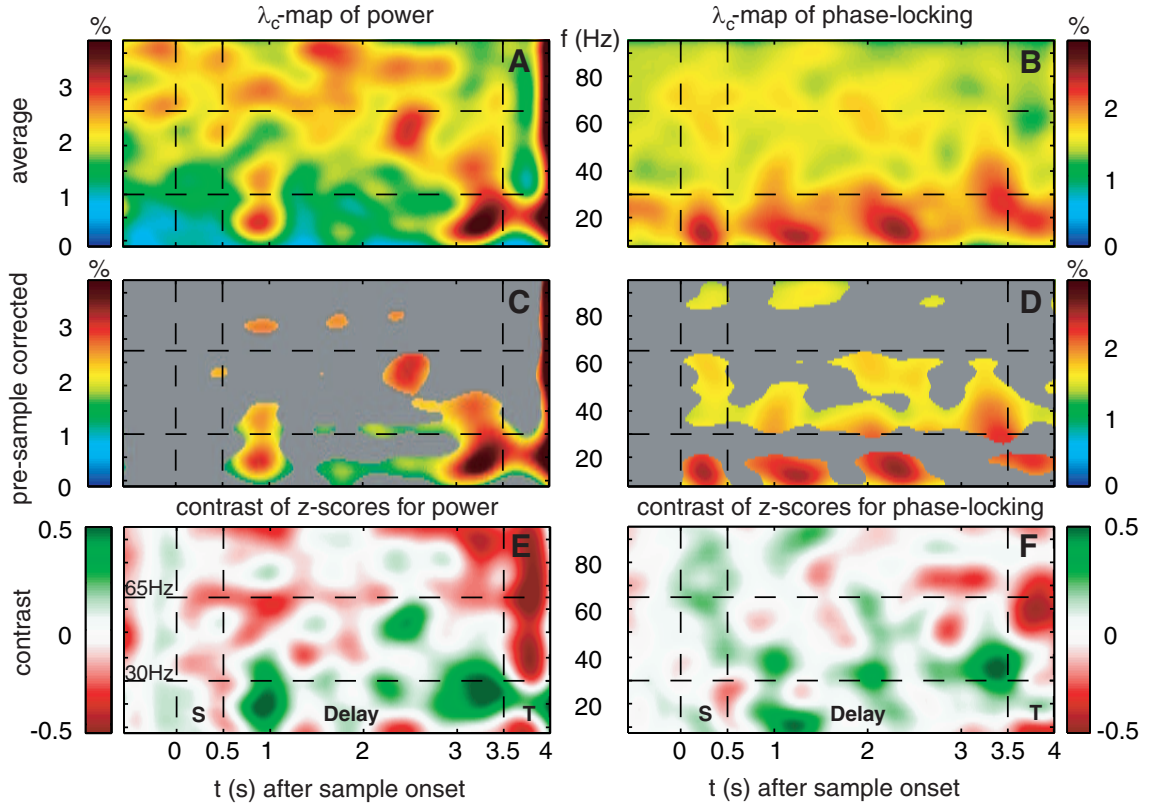 λc-map of power
λc-map of phase-locking
%
f (Hz)
%
A
B
3
2
1
0
80
60
40
20
2
1
0
average
%
%
C
D
3
2
1
0
80
60
40
20
2
1
0
pre-sample corrected
contrast of z-scores for power
contrast of z-scores for phase-locking
0.5
0
-0.5
contrast
E
F
65Hz
30Hz
S
Delay
T
80
60
40
20
S
Delay
T
0.5
0
-0.5
0
0.5
1
2
3
3.5
4
0
0.5
1
2
3
3.5
4
t (s) after sample onset
t (s) after sample onset